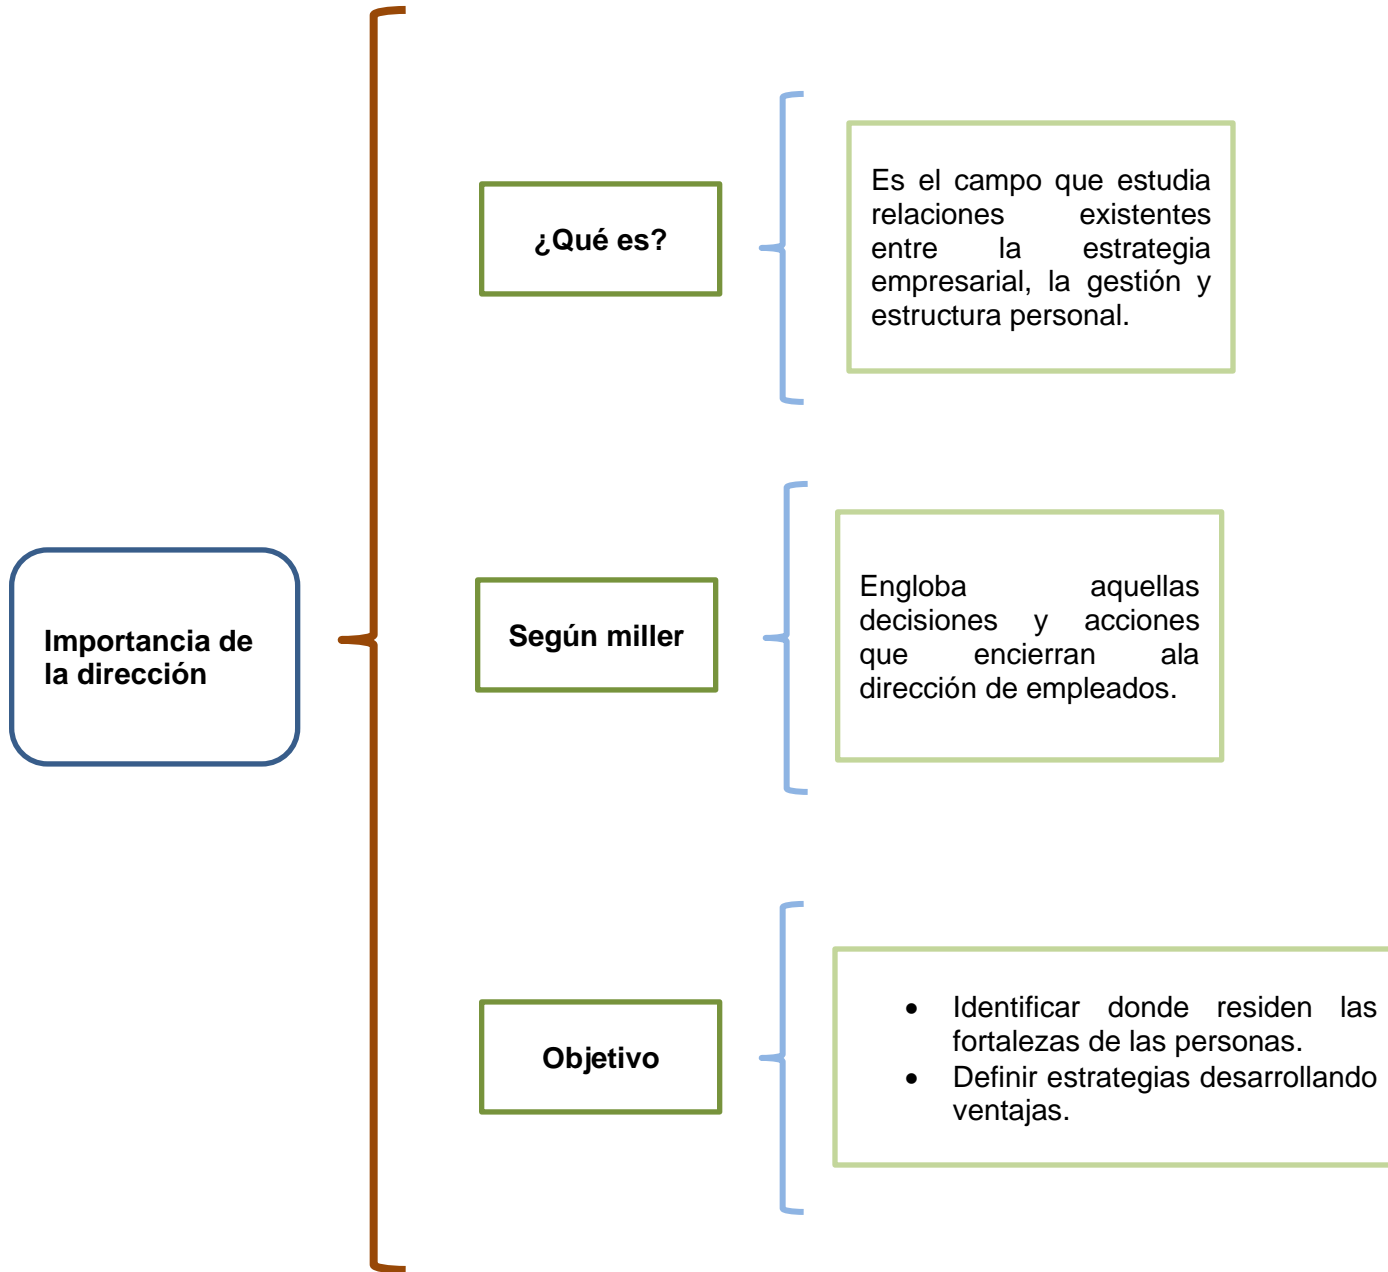 ¿Qué es?
Es el campo que estudia
relaciones existentes
entre la estrategia
empresarial, la gestión y
estructura personal.
Importancia de
la dirección
Según miller
Engloba aquellas
decisiones y acciones
que encierran ala
dirección de empleados.
Objetivo
• Identificar donde residen las
fortalezas de las personas.
• Definir estrategias desarrollando
ventajas.